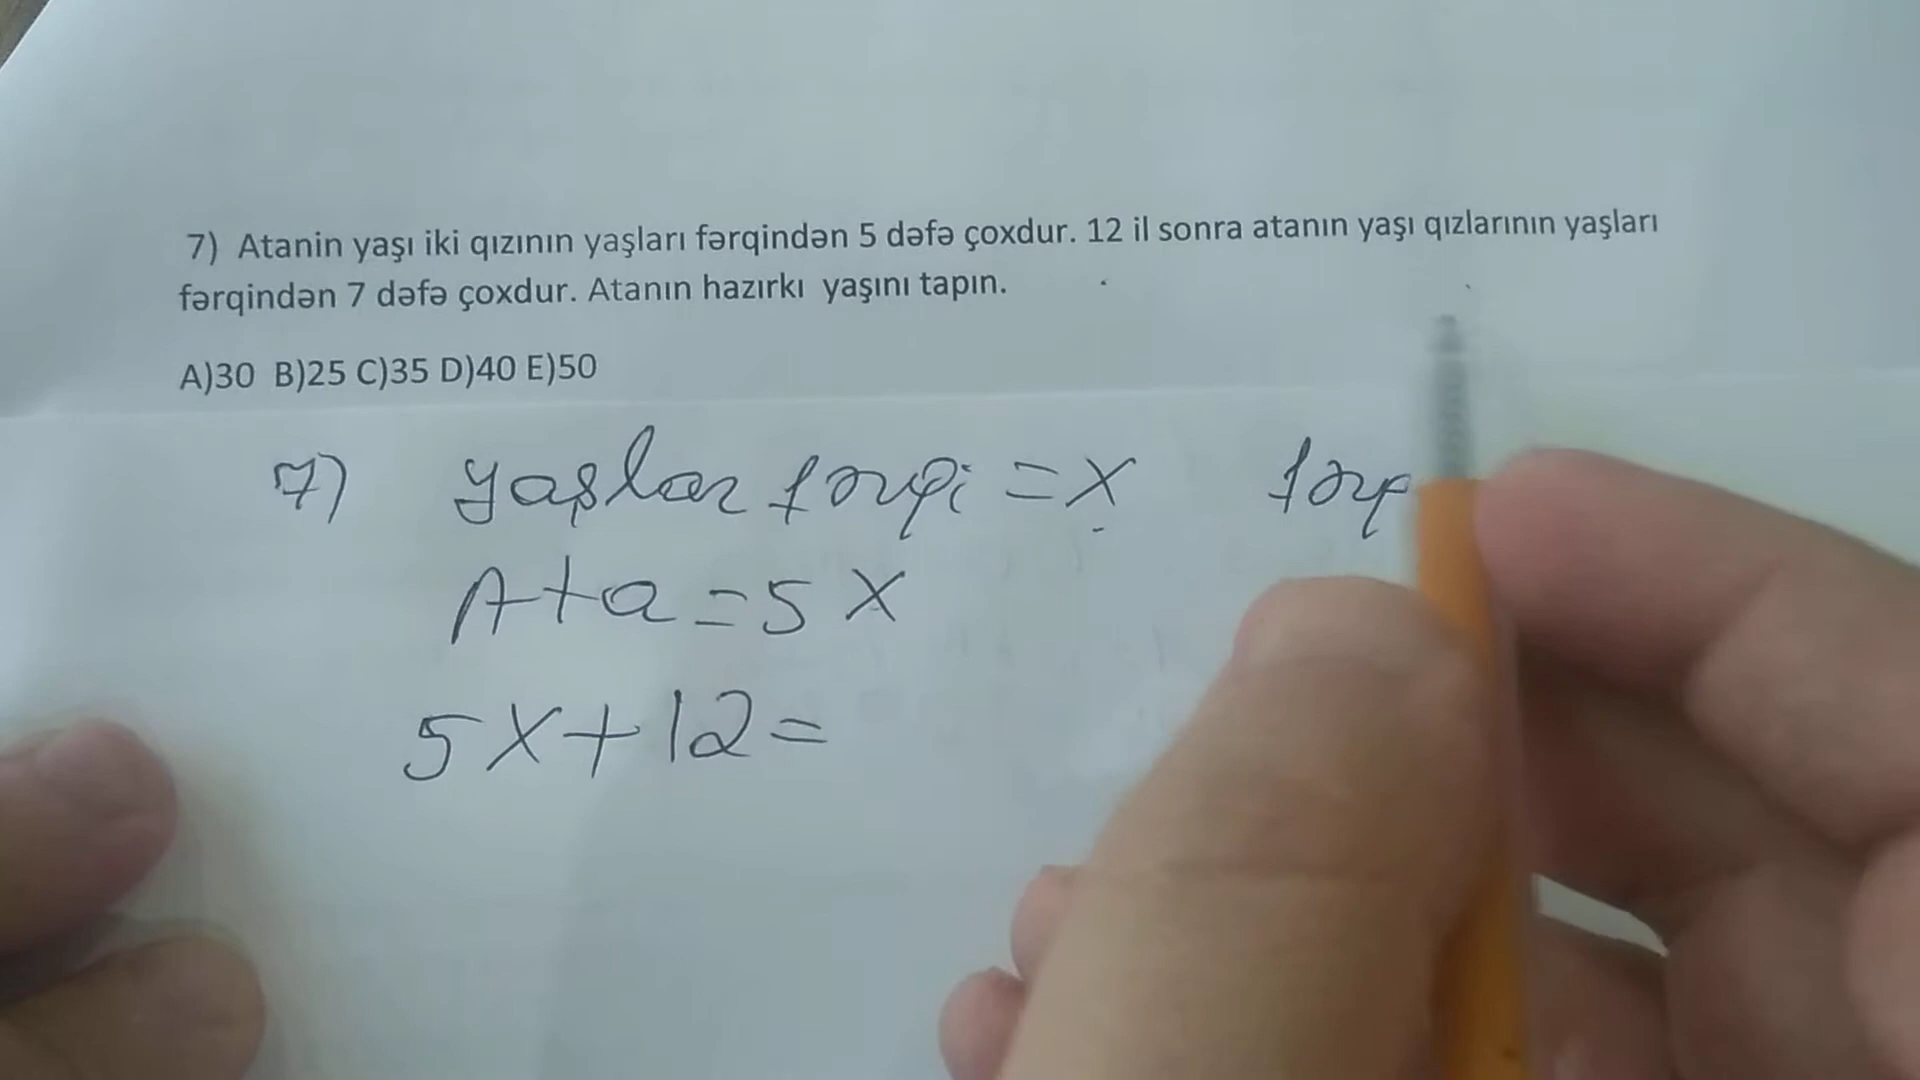 7) Atanin yaşı iki qızının yaşları fərqindən 5 dəfə çoxdur. 12 il sonra atanın yaşı qızlarının yaşları
fərqindən 7 dəfə çoxdur. Atanın hazırkı yaşını tapın.
A)30 B)25 C)35 D)40 E)50
7) Yaşlar fərqi = x fərq
Ata = 5x
5x+12=